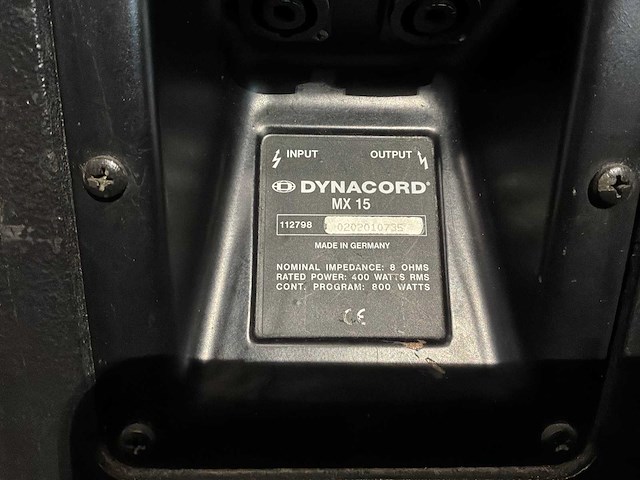 INPUT OUTPUT
DYNACORD®
MX 15
112798 0202010735
MADE IN GERMANY
NOMINAL IMPEDANCE: 8 OHMS
RATED POWER: 400 WATTS RMS
CONT. PROGRAM: 800 WATTS
CE